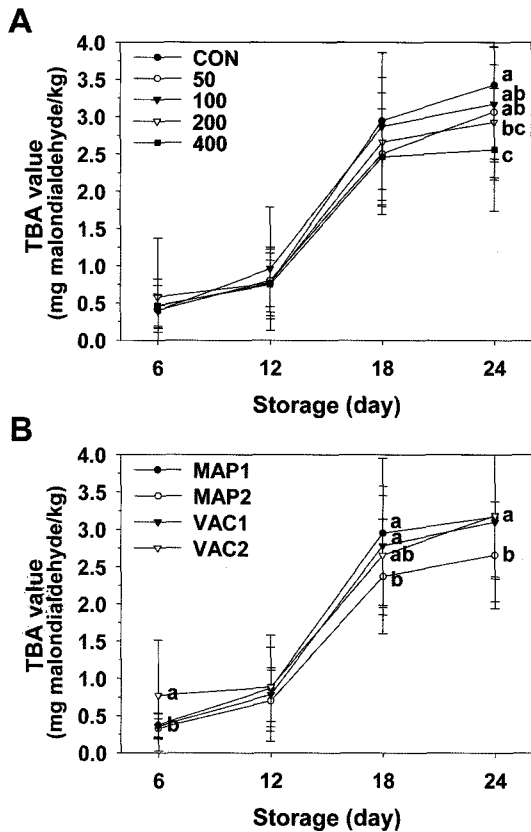 A
TBA value
(mg malondialdehyde/kg)
4.0
3.5
3.0
2.5
2.0
1.5
1.0
0.5
0.0
CON
50
100
200
400
a
ab
ab
bc
c
6 12 18 24
Storage (day)
B
TBA value
(mg malondialdehyde/kg)
4.0
3.5
3.0
2.5
2.0
1.5
1.0
0.5
0.0
MAP1
MAP2
VAC1
VAC2
a
b
a
a
ab
b
a
b
6 12 18 24
Storage (day)